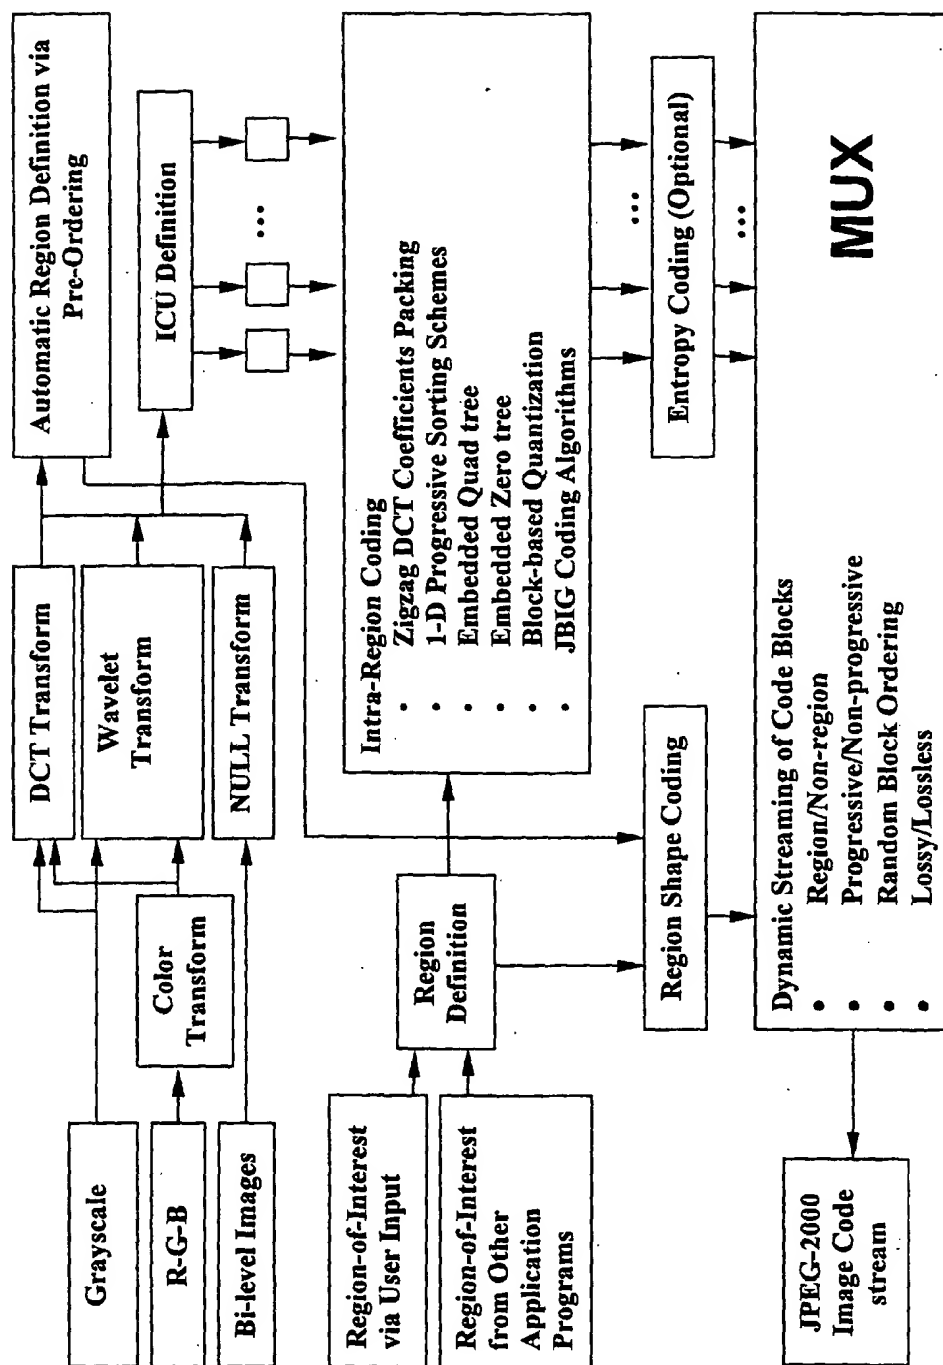 Grayscale
R-G-B
Bi-level Images
Color
Transform
DCT Transform
Wavelet
Transform
NULL Transform
Automatic Region Definition via
Pre-Ordering
ICU Definition
...
Region-of-Interest
via User Input
Region-of-Interest
from Other
Application
Programs
Region
Definition
Intra-Region Coding
• Zigzag DCT Coefficients Packing
• 1-D Progressive Sorting Schemes
• Embedded Quad tree
• Embedded Zero tree
• Block-based Quantization
• JBIG Coding Algorithms
...
Region Shape Coding
Entropy Coding (Optional)
...
Dynamic Streaming of Code Blocks
• Region/Non-region
• Progressive/Non-progressive
• Random Block Ordering
• Lossy/Lossless
MUX
JPEG-2000
Image Code
stream